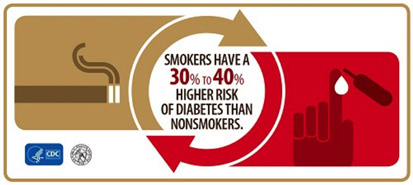 SMOKERS HAVE A
30% TO 40%
HIGHER RISK
OF DIABETES THAN
NONSMOKERS.
CDC